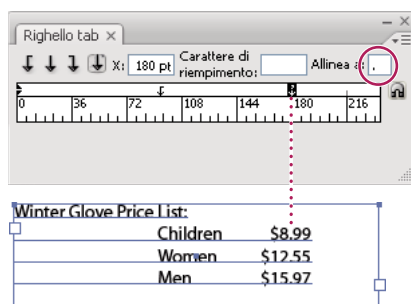 Righello tab ×
X: 180 pt Carattere di riempimento: Allinea a: .
0 36 72 108 144 180 216
Winter Glove Price List:
Children $8.99
Women $12.55
Men $15.97